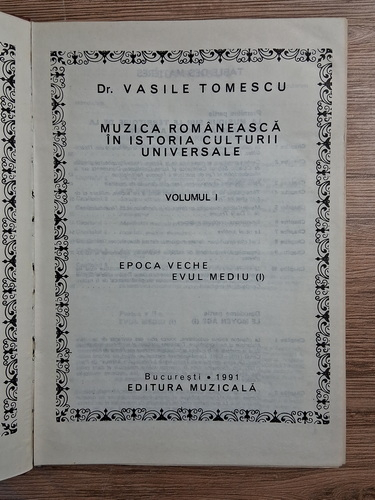 Dr. VASILE TOMESCU
MUZICA ROMÂNEASCĂ
ÎN ISTORIA CULTURII
UNIVERSALE
VOLUMUL I
EPOCA VECHE
EVUL MEDIU (I)
București • 1991
EDITURA MUZICALĂ